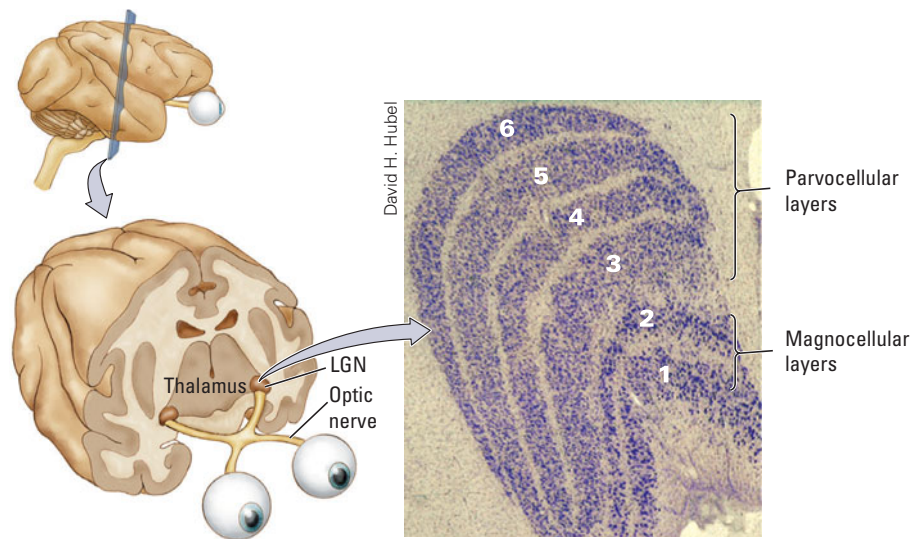 David H. Hubel
6
5
4
3
2
1
Parvocellular
layers
Magnocellular
layers
Thalamus
LGN
Optic
nerve